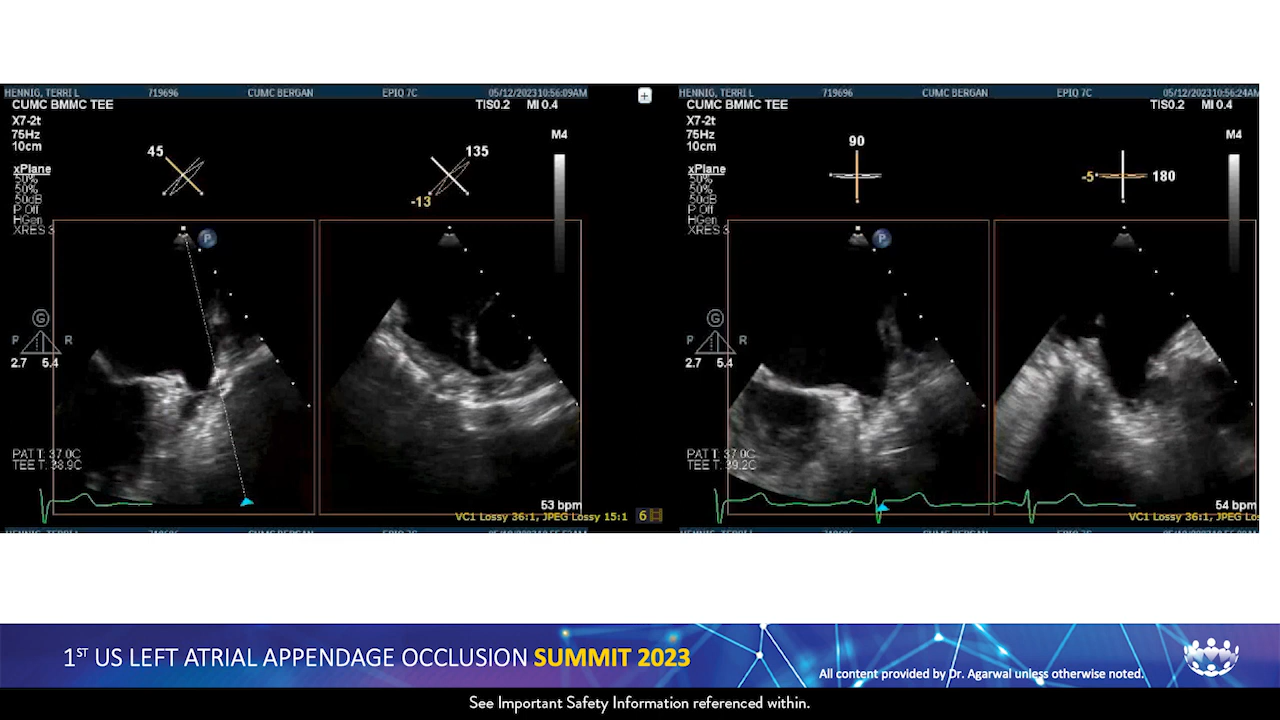 HENNIG, TERRI L 719696 CUMC BERGAN EPIQ 7C 05/12/2023 10:56:09AM
CUMC BMMC TEE TIS0.2 MI 0.4
X7-2t
75Hz
10cm
M4
xPlane
50%
50%
50dB
P Off
HGen
XRES 3
45
135
-13
P
G
P R
2.7 5.4
PAT T: 37.0C
TEE T: 38.9C
53 bpm
VC1 Lossy 36:1, JPEG Lossy 15:1
6
HENNIG, TERRI L 719696 CUMC BERGAN EPIQ 7C 05/12/2023 10:56:24AM
CUMC BMMC TEE TIS0.2 MI 0.4
X7-2t
75Hz
10cm
M4
xPlane
50%
50%
50dB
P Off
HGen
XRES 3
90
-5
180
P
G
P R
2.7 5.4
PAT T: 37.0C
TEE T: 39.2C
54 bpm
VC1 Lossy 36:1, JPEG Lo
1ST US LEFT ATRIAL APPENDAGE OCCLUSION SUMMIT 2023
All content provided by Dr. Agarwal unless otherwise noted.
See Important Safety Information referenced within.